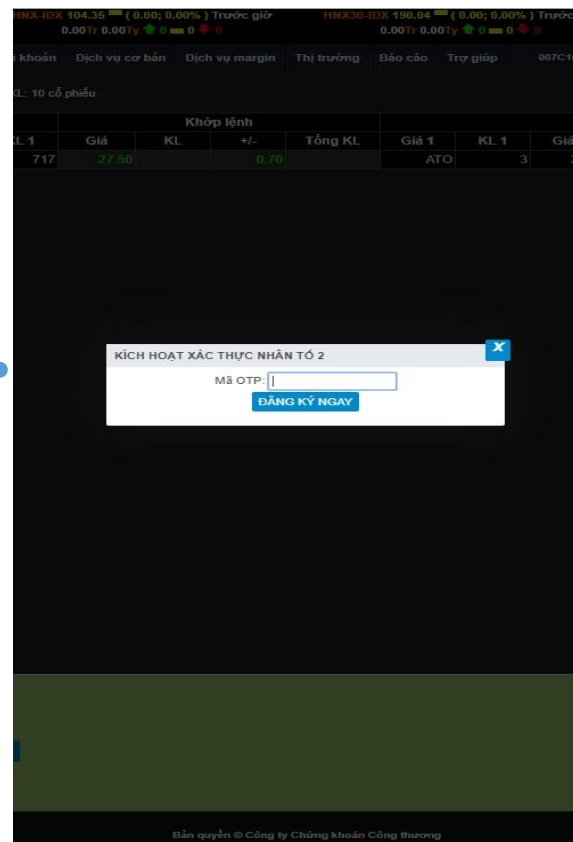 HNX-IDX 104.35 ( 0.00; 0.00% ) Trước giờ HNX30-IDX 190.04 ( 0.00; 0.00% ) Trước
0.00Tr 0.00Tỷ 0 0 0 0.00Tr 0.00Tỷ 0 0 0
khoản Dịch vụ cơ bản Dịch vụ margin Thị trường Báo cáo Trợ giúp
KL: 10 cổ phiếu
Khớp lệnh
KL 1 Giá KL +/- Tổng KL Giá 1 KL 1 Giá
717 27.50 0.70 ATO 3
KÍCH HOẠT XÁC THỰC NHÂN TỐ 2
x
Mã OTP:
ĐĂNG KÝ NGAY
Bản quyền © Công ty Chứng khoán Công thương